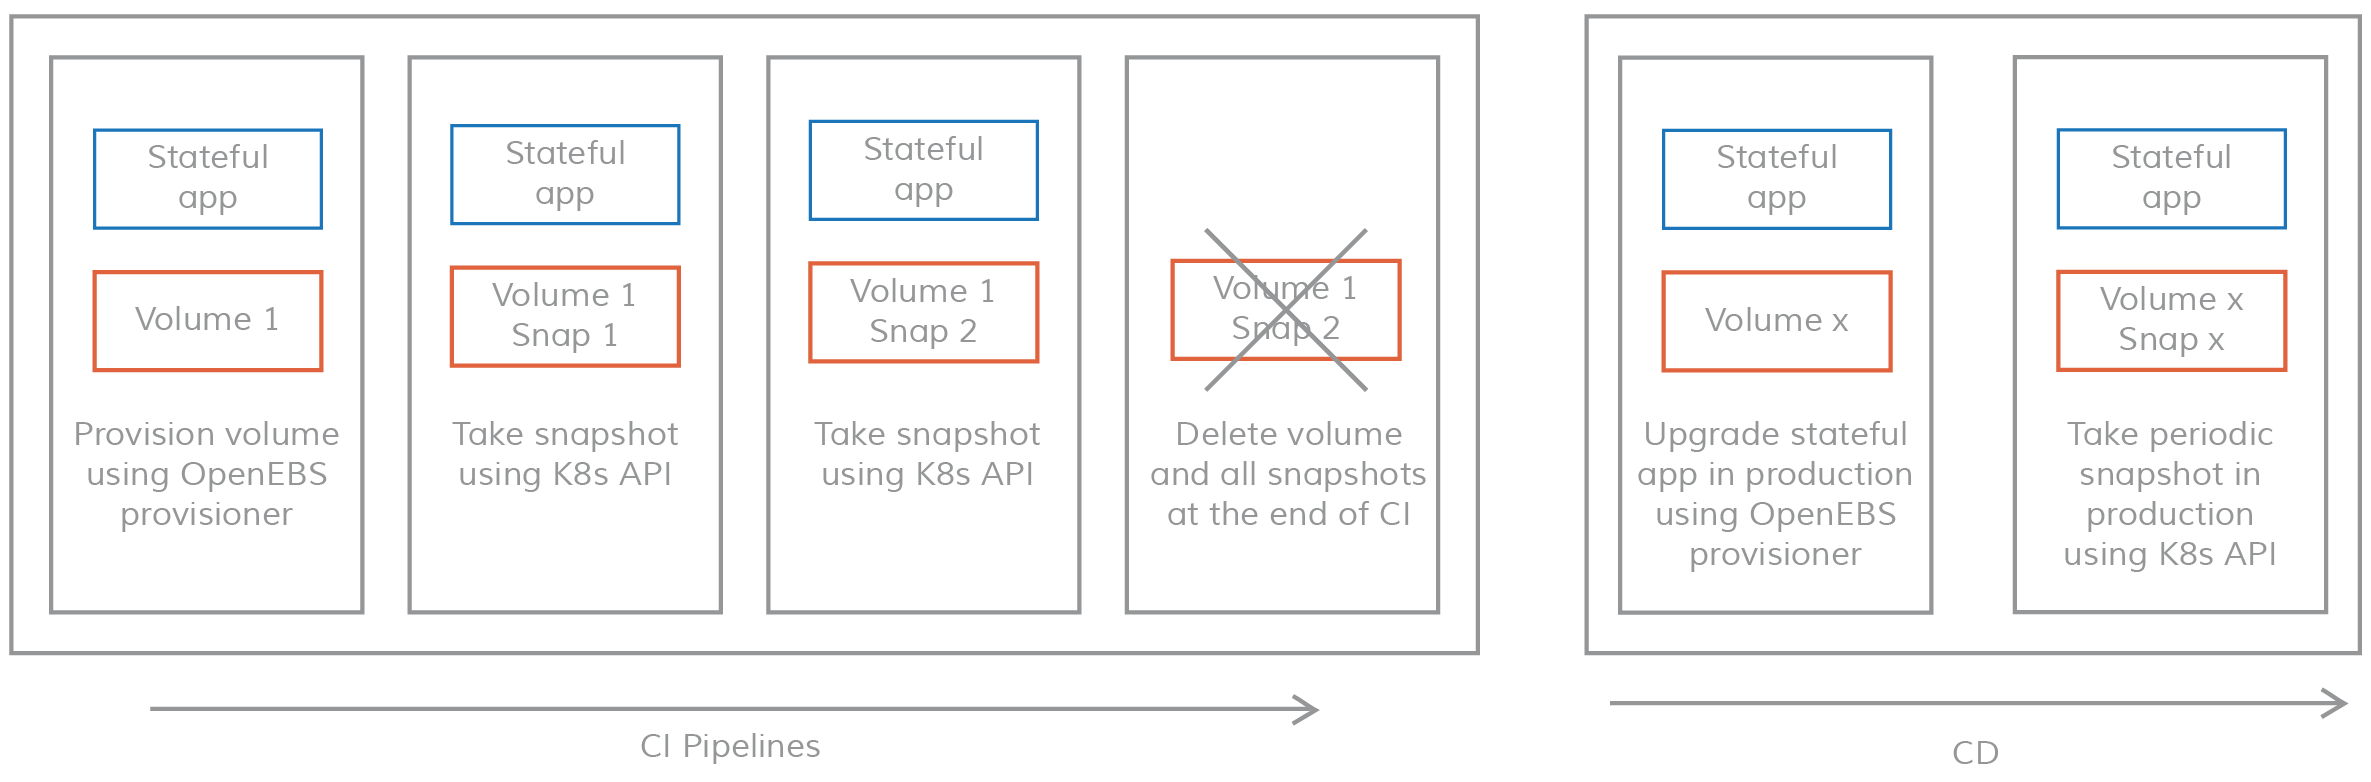 Stateful
app
Volume 1
Provision volume
using OpenEBS
provisioner
Stateful
app
Volume 1
Snap 1
Take snapshot
using K8s API
Stateful
app
Volume 1
Snap 2
Take snapshot
using K8s API
Volume 1
Snap 2
Delete volume
and all snapshots
at the end of CI
CI Pipelines
Stateful
app
Volume x
Upgrade stateful
app in production
using OpenEBS
provisioner
Stateful
app
Volume x
Snap x
Take periodic
snapshot in
production
using K8s API
CD